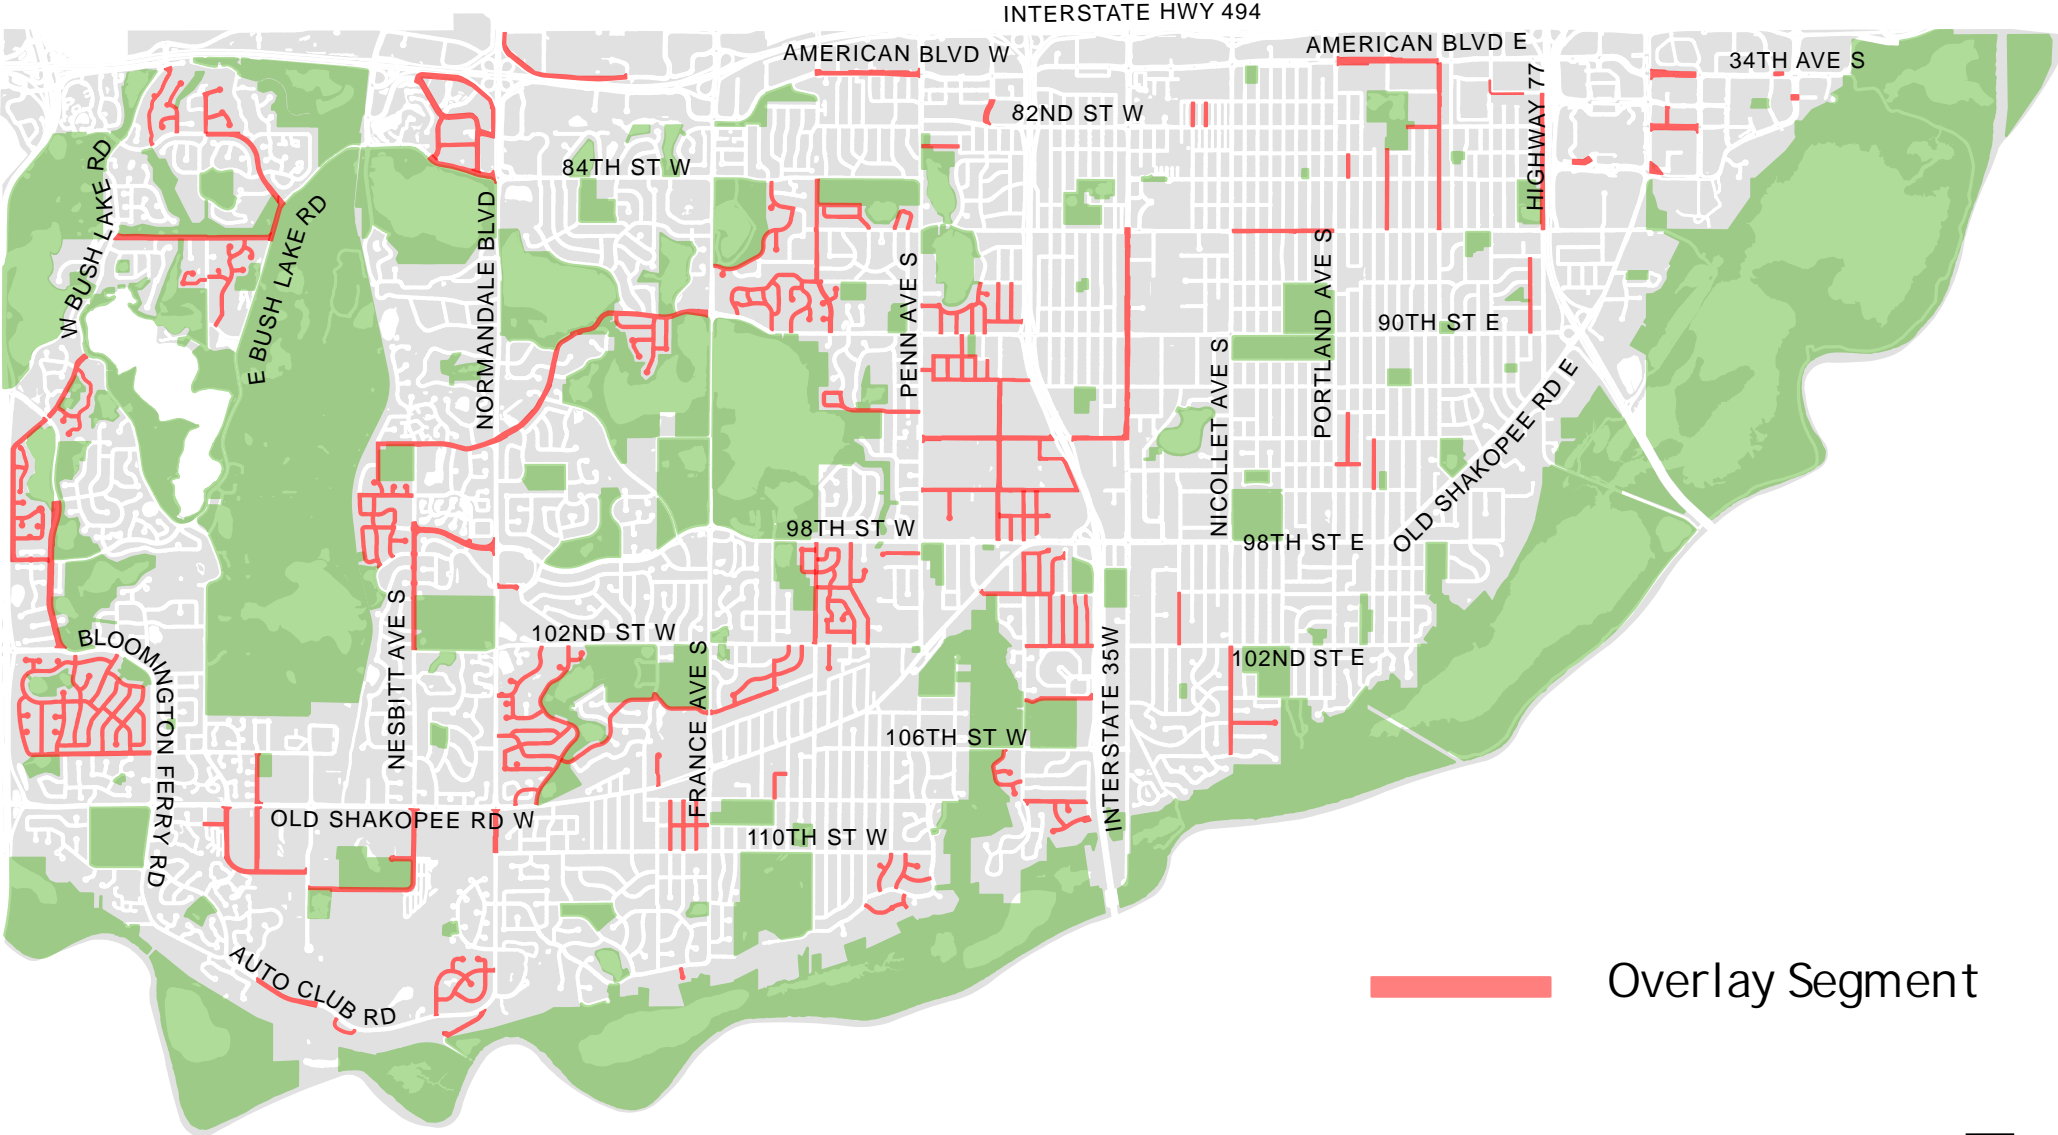 INTERSTATE HWY 494
AMERICAN BLVD W
AMERICAN BLVD E
34TH AVE S
82ND ST W
HIGHWAY 77
84TH ST W
W BUSH LAKE RD
E BUSH LAKE RD
NORMANDALE BLVD
PENN AVE S
PORTLAND AVE S
90TH ST E
NICOLLET AVE S
OLD SHAKOPEE RD E
98TH ST W
98TH ST E
NESBITT AVE S
102ND ST W
BLOOMINGTON FERRY RD
FRANCE AVE S
INTERSTATE 35W
102ND ST E
106TH ST W
OLD SHAKOPEE RD W
110TH ST W
AUTO CLUB RD
Overlay Segment